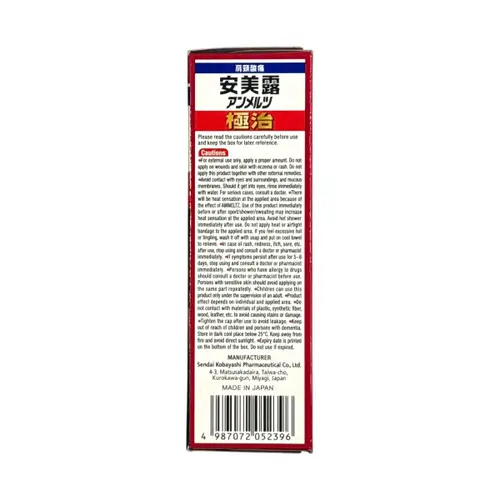 肩頸酸痛
安美露
アンメルツ
極治
Please read the cautions carefully before use
and keep the box for later reference.
Cautions
●For external use only, apply a proper amount. Do not
apply on wounds and skin with eczema or rash. Do not
apply this product together with other external remedies.
●Avoid contact with eyes and surroundings, and mucous
membranes. Should it get into eyes, rinse immediately
with water. For serious cases, consult a doctor. ●There
will be heat sensation at the applied area because of
the effect of AMMELTZ. Use of this product immediately
before or after sport/shower/sweating may increase
heat sensation at the applied area. Avoid hot shower
immediately after use. Do not apply heat or airtight
bandage to the applied area. If you feel excessive hot
or tingling, wash it off with soap and put on cool towel
to relieve. ●In case of rash, redness, itch, sore, etc.
after use, stop using and consult a doctor or pharmacist
immediately. ●If symptoms persist after use for 5-6
days, stop using and consult a doctor or pharmacist
immediately. ●Persons who have allergy to drugs
should consult a doctor or pharmacist before use.
Persons with sensitive skin should avoid applying on
the same part repeatedly. ●Children can use this
product only under the supervision of an adult. ●Product
effect depends on individual and applied area. ●Do
not contact with materials of plastic, synthetic fiber,
wood, leather, etc. to avoid causing stains or damage.
●Tighten the cap after use to avoid leakage. ●Keep
out of reach of children and persons with dementia.
Store in dark cool place below 25°C. Keep away from
fire and avoid direct sunlight. ●Expiry date is printed
on the bottom of the box. Do not use if expired.
MANUFACTURER
Sendai Kobayashi Pharmaceutical Co., Ltd.
4-3, Matsusakadaira, Taiwa-cho,
Kurokawa-gun, Miyagi, Japan
MADE IN JAPAN
4 987072 052396